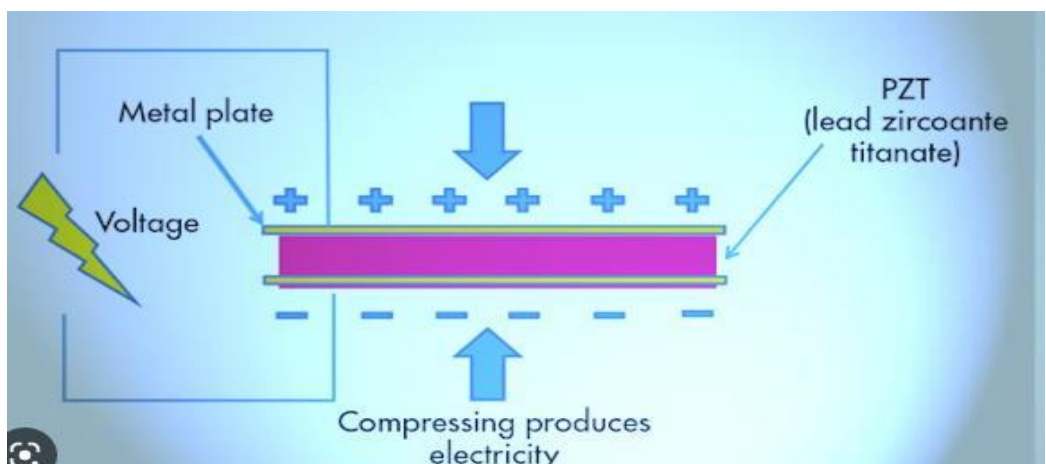 Metal plate
PZT
(lead zircoante
titanate)
Voltage
Compressing produces
electricity